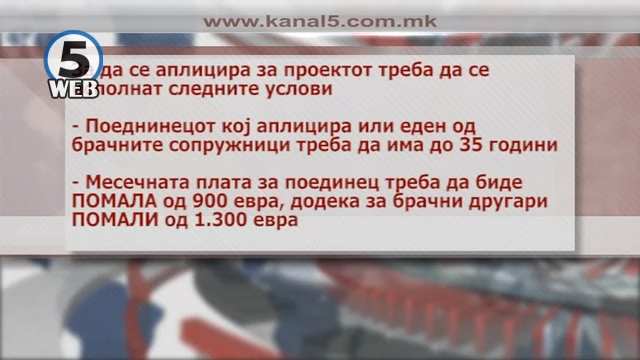 www.kanal5.com.mk
5
WEB
да се аплицира за проектот треба да се
следните услови
- Поеднинецот кој аплицира или еден од
брачните сопружници треба да има до 35 години
- Месечната плата за поединец треба да биде
ПОМАЛА од 900 евра, додека за брачни другари
ПОМАЛИ од 1.300 евра